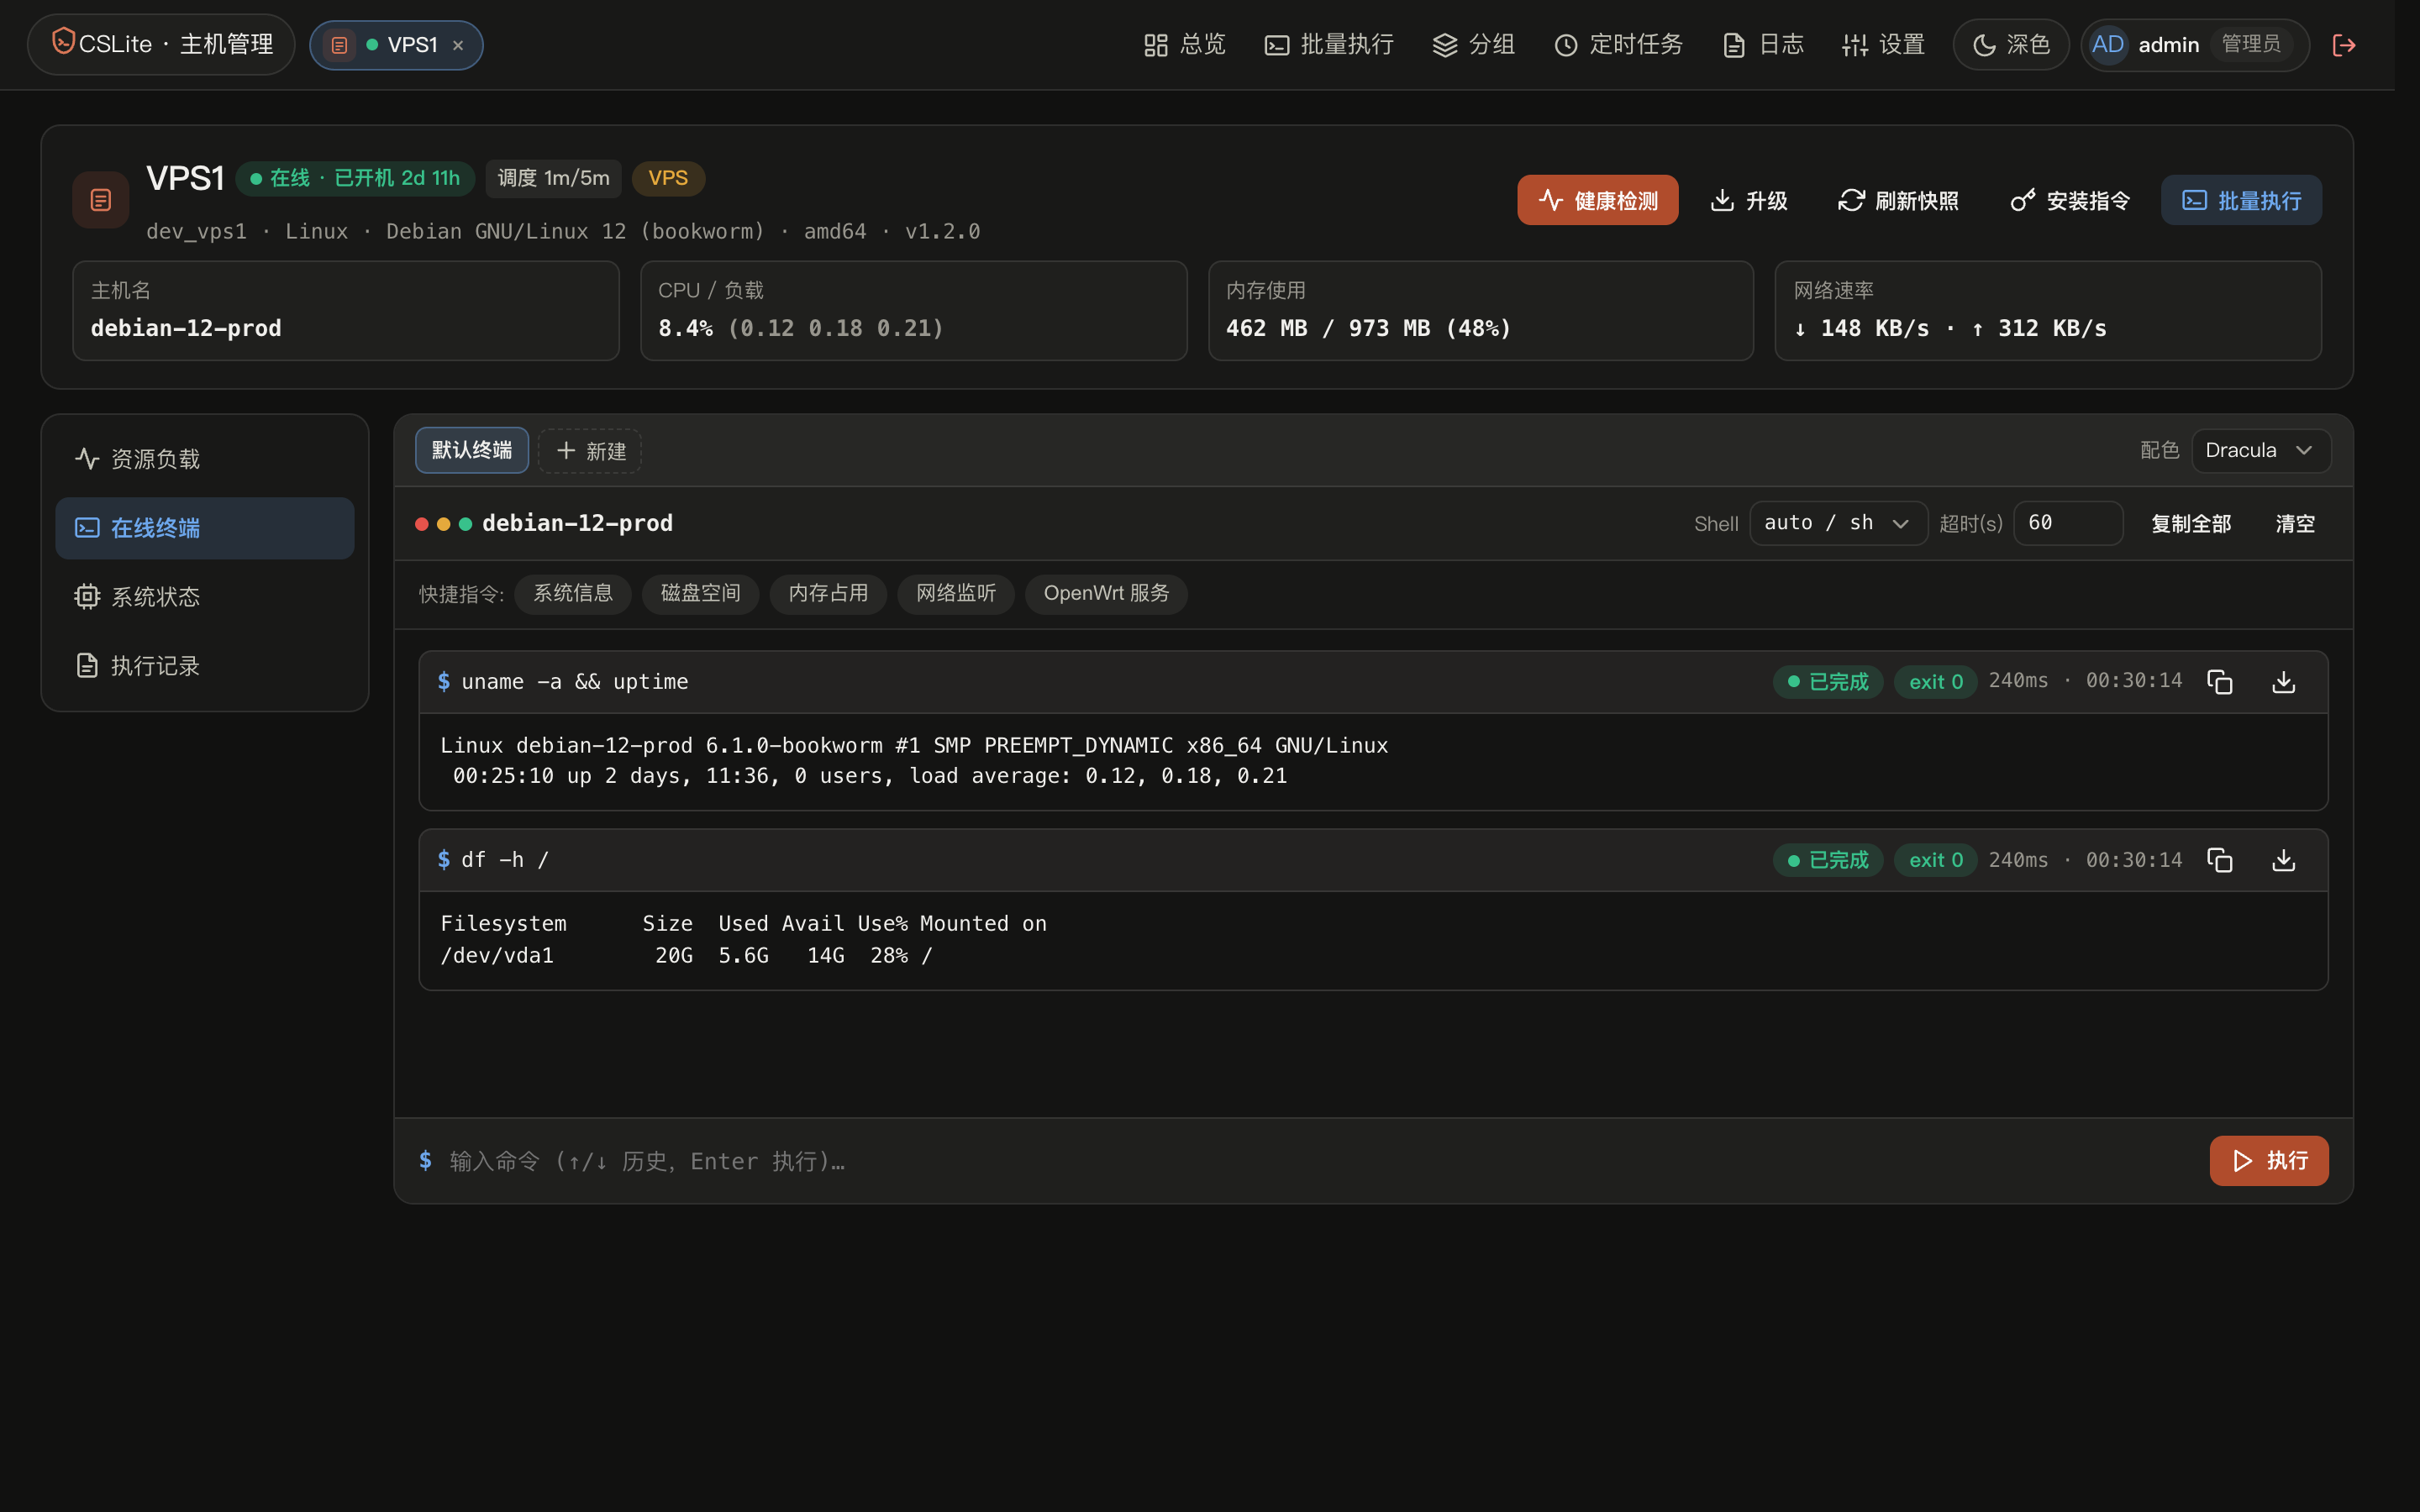 CSLite · 主机管理 VPS1 × 总览 批量执行 分组 定时任务 日志 设置 深色 AD admin 管理员
VPS1 在线 · 已开机 2d 11h 调度 1m/5m VPS
dev_vps1 · Linux · Debian GNU/Linux 12 (bookworm) · amd64 · v1.2.0
健康检测 升级 刷新快照 安装指令 批量执行
主机名
debian-12-prod
CPU / 负载
8.4% (0.12 0.18 0.21)
内存使用
462 MB / 973 MB (48%)
网络速率
↓ 148 KB/s · ↑ 312 KB/s
资源负载
在线终端
系统状态
执行记录
默认终端 + 新建 配色 Dracula
debian-12-prod Shell auto / sh 超时(s) 60 复制全部 清空
快捷指令: 系统信息 磁盘空间 内存占用 网络监听 OpenWrt 服务
$ uname -a && uptime 已完成 exit 0 240ms · 00:30:14
Linux debian-12-prod 6.1.0-bookworm #1 SMP PREEMPT_DYNAMIC x86_64 GNU/Linux
00:25:10 up 2 days, 11:36, 0 users, load average: 0.12, 0.18, 0.21
$ df -h / 已完成 exit 0 240ms · 00:30:14
Filesystem Size Used Avail Use% Mounted on
/dev/vda1 20G 5.6G 14G 28% /
$ 输入命令 (↑/↓ 历史, Enter 执行)… 执行